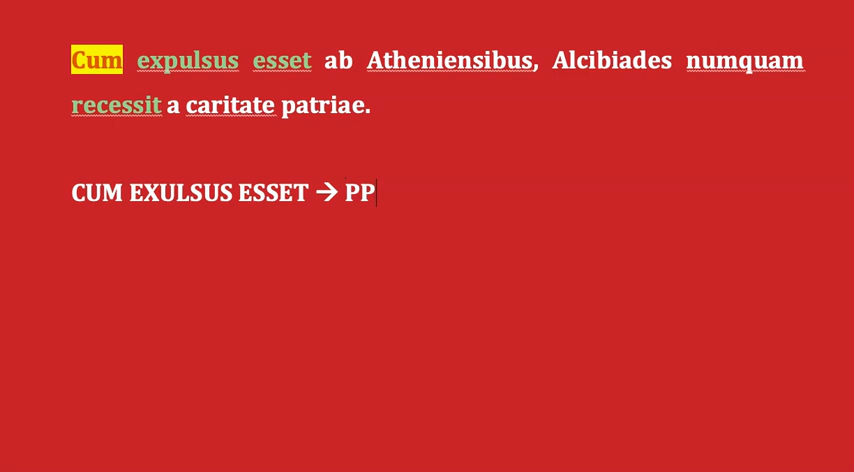 Cum expulsus esset ab Atheniensibus, Alcibiades numquam
recessit a caritate patriae.
CUM EXULSUS ESSET → PP